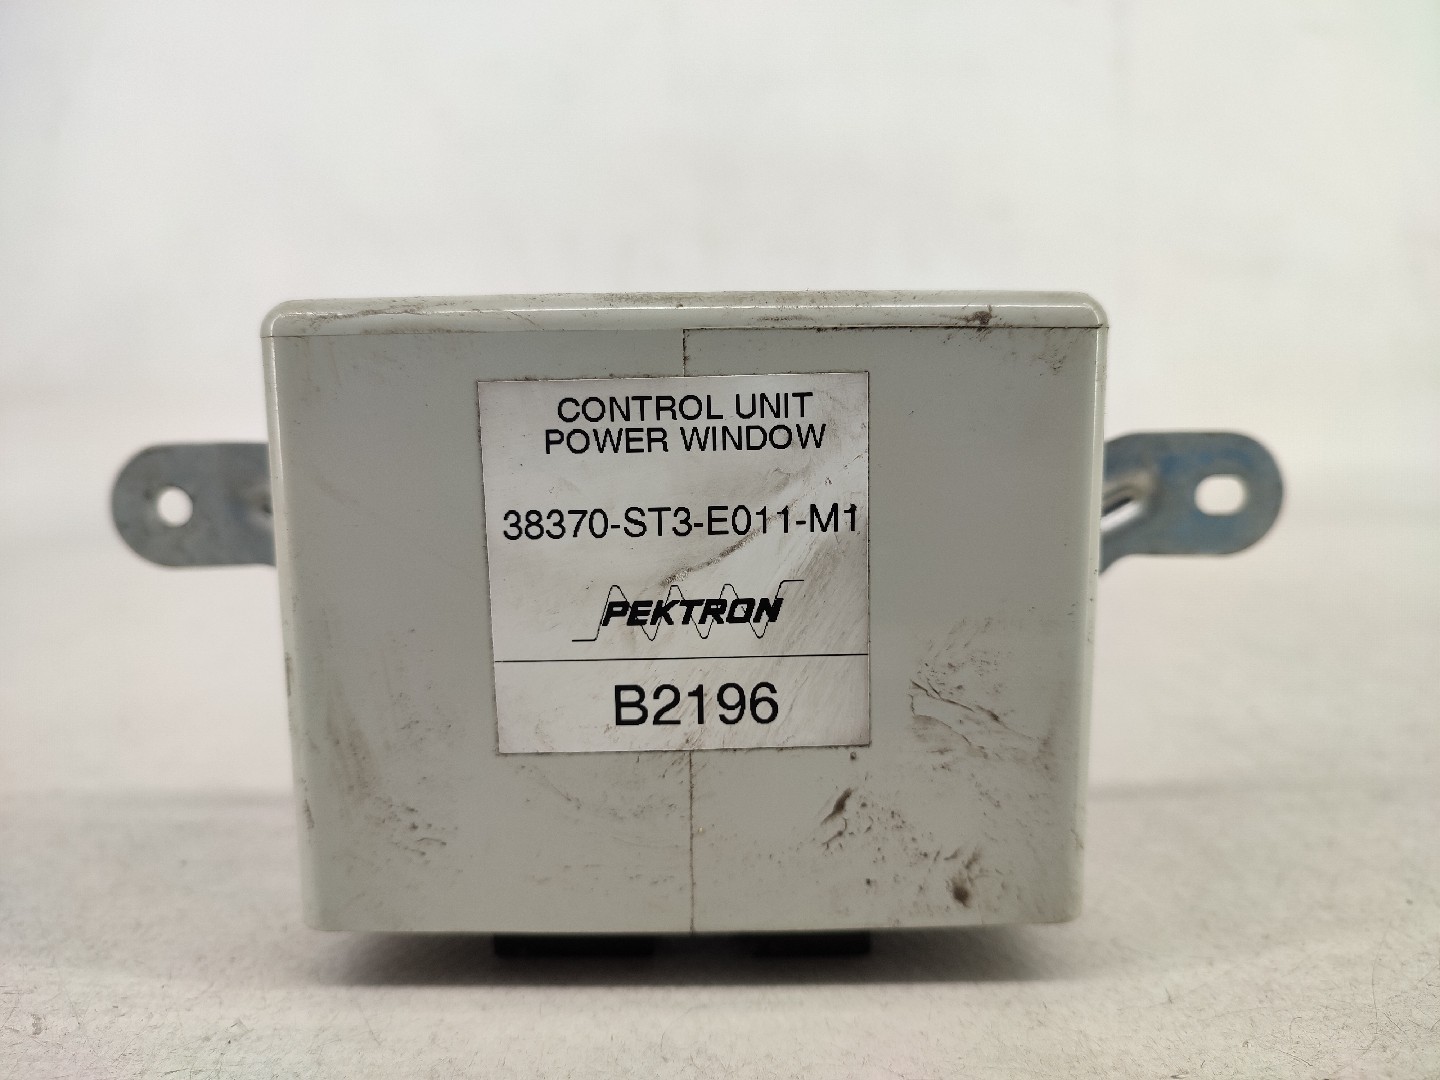 CONTROL UNIT
POWER WINDOW
38370-ST3-E011-M1
PEKTRON
B2196